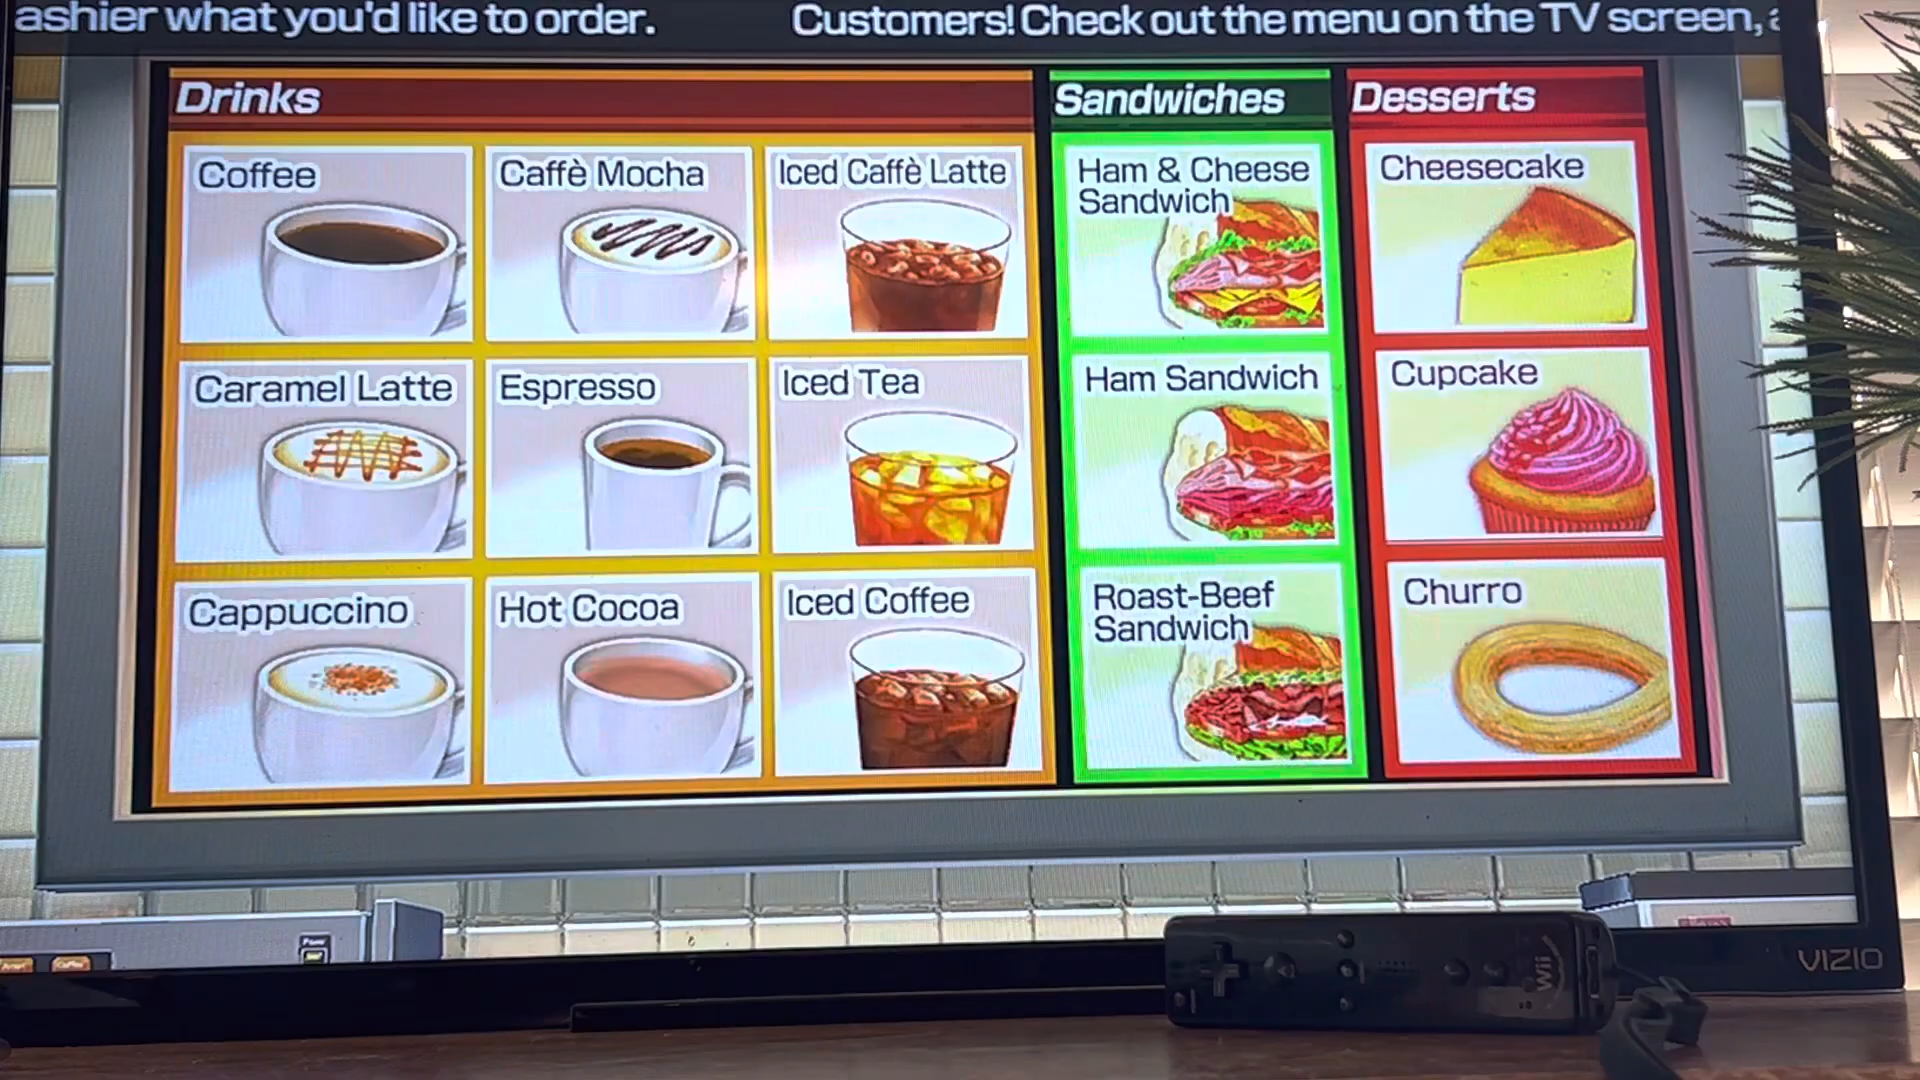 ashier what you'd like to order. Customers! Check out the menu on the TV screen,
Drinks
Sandwiches
Desserts
Coffee
Caffè Mocha
Iced Caffè Latte
Ham & Cheese
Sandwich
Cheesecake
Caramel Latte
Espresso
Iced Tea
Ham Sandwich
Cupcake
Cappuccino
Hot Cocoa
Iced Coffee
Roast-Beef
Sandwich
Churro
Power
Coffee
Wii
VIZIO